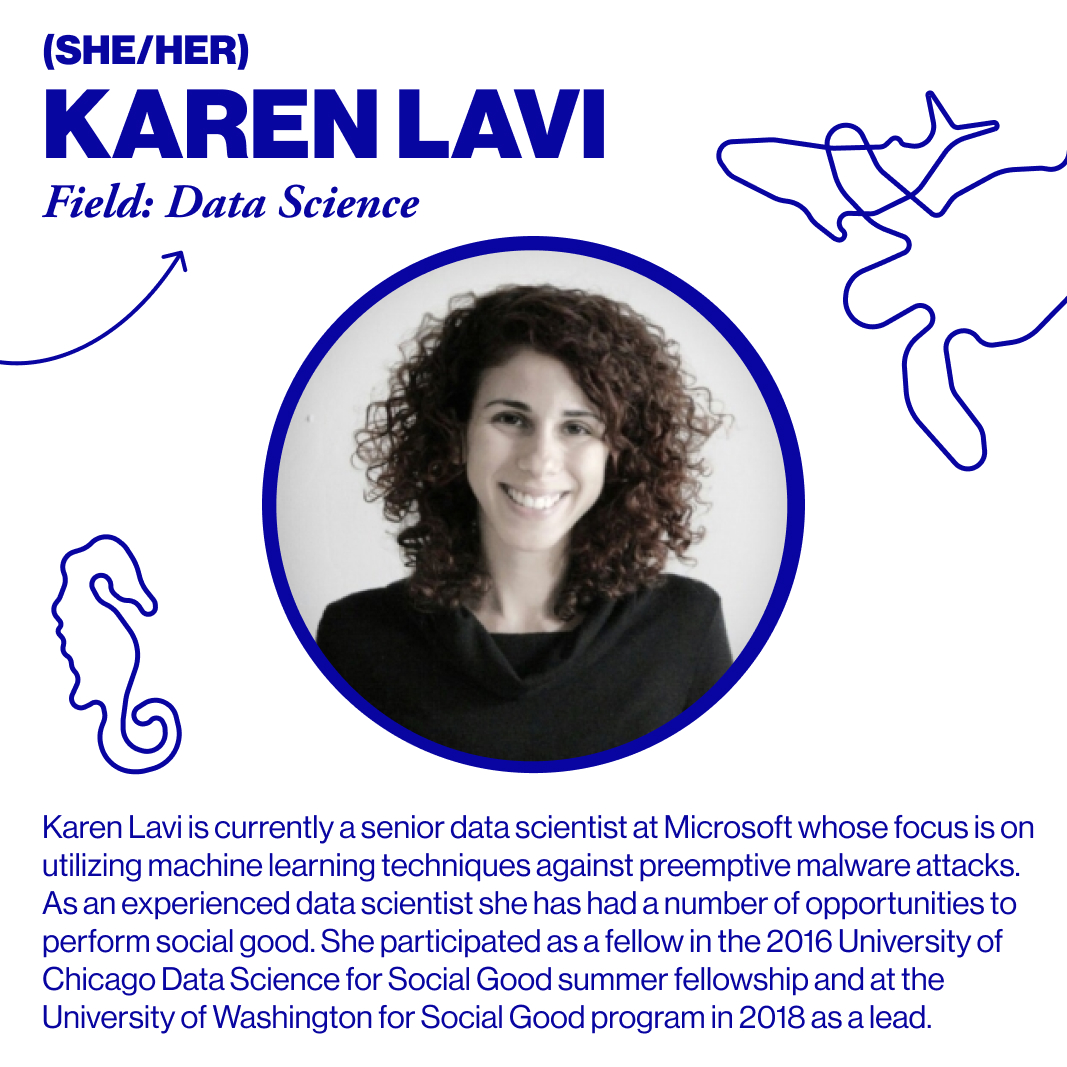 (SHE/HER)
KAREN LAVI
Field: Data Science
Karen Lavi is currently a senior data scientist at Microsoft whose focus is on
utilizing machine learning techniques against preemptive malware attacks.
As an experienced data scientist she has had a number of opportunities to
perform social good. She participated as a fellow in the 2016 University of
Chicago Data Science for Social Good summer fellowship and at the
University of Washington for Social Good program in 2018 as a lead.